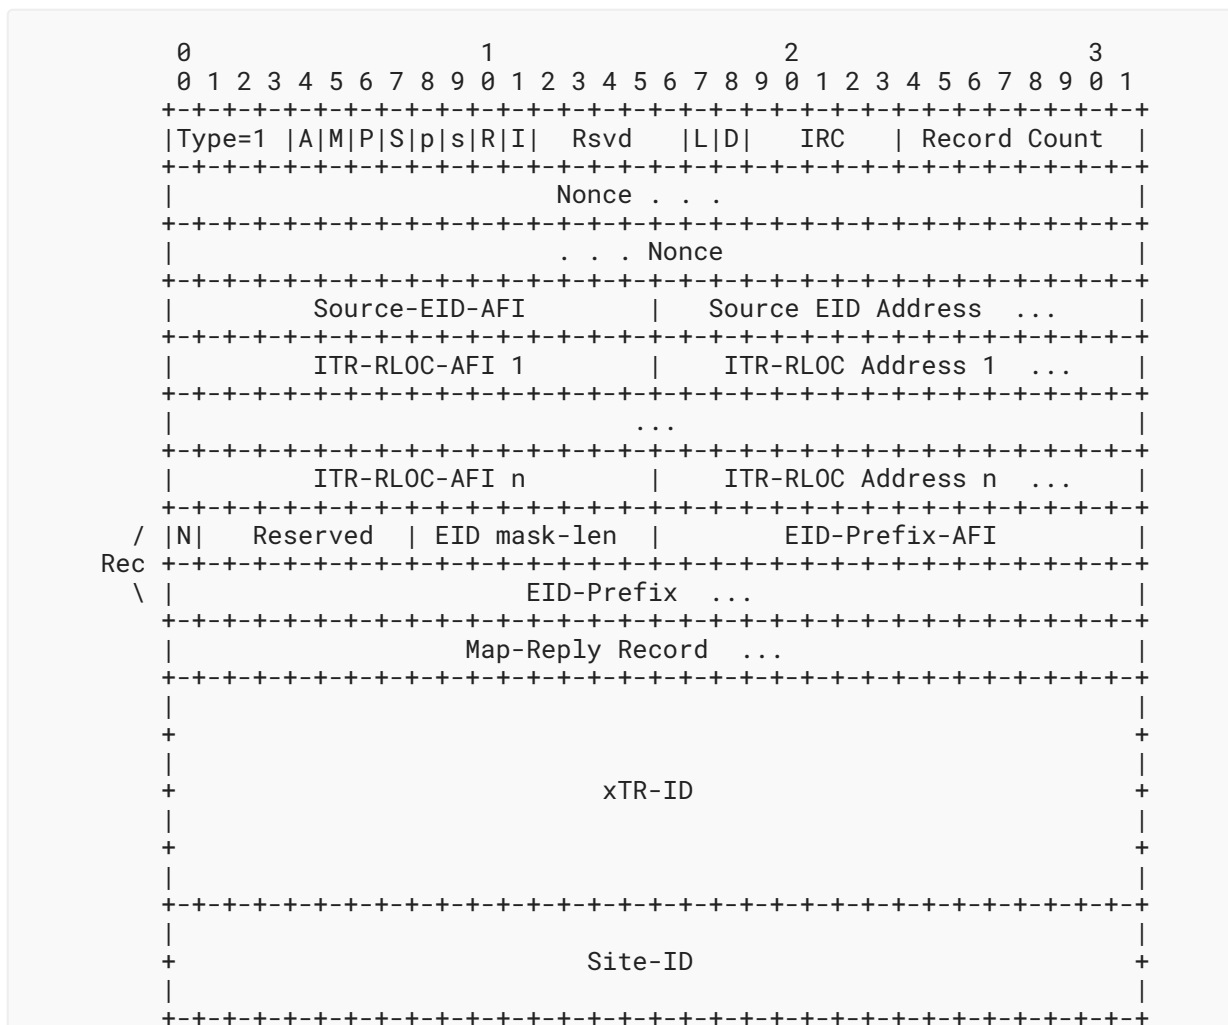 0                   1                   2                   3
        0 1 2 3 4 5 6 7 8 9 0 1 2 3 4 5 6 7 8 9 0 1 2 3 4 5 6 7 8 9 0 1
       +-+-+-+-+-+-+-+-+-+-+-+-+-+-+-+-+-+-+-+-+-+-+-+-+-+-+-+-+-+-+-+-+
       |Type=1 |A|M|P|S|p|s|R|I|  Rsvd   |L|D|   IRC   | Record Count  |
       +-+-+-+-+-+-+-+-+-+-+-+-+-+-+-+-+-+-+-+-+-+-+-+-+-+-+-+-+-+-+-+-+
       |                         Nonce . . .                           |
       +-+-+-+-+-+-+-+-+-+-+-+-+-+-+-+-+-+-+-+-+-+-+-+-+-+-+-+-+-+-+-+-+
       |                         . . . Nonce                           |
       +-+-+-+-+-+-+-+-+-+-+-+-+-+-+-+-+-+-+-+-+-+-+-+-+-+-+-+-+-+-+-+-+
       |         Source-EID-AFI        |   Source EID Address  ...     |
       +-+-+-+-+-+-+-+-+-+-+-+-+-+-+-+-+-+-+-+-+-+-+-+-+-+-+-+-+-+-+-+-+
       |         ITR-RLOC-AFI 1        |    ITR-RLOC Address 1  ...    |
       +-+-+-+-+-+-+-+-+-+-+-+-+-+-+-+-+-+-+-+-+-+-+-+-+-+-+-+-+-+-+-+-+
       |                              ...                              |
       +-+-+-+-+-+-+-+-+-+-+-+-+-+-+-+-+-+-+-+-+-+-+-+-+-+-+-+-+-+-+-+-+
       |         ITR-RLOC-AFI n        |    ITR-RLOC Address n  ...    |
       +-+-+-+-+-+-+-+-+-+-+-+-+-+-+-+-+-+-+-+-+-+-+-+-+-+-+-+-+-+-+-+-+
     / |N|   Reserved  | EID mask-len  |        EID-Prefix-AFI         |
   Rec +-+-+-+-+-+-+-+-+-+-+-+-+-+-+-+-+-+-+-+-+-+-+-+-+-+-+-+-+-+-+-+-+
     \ |                       EID-Prefix  ...                         |
       +-+-+-+-+-+-+-+-+-+-+-+-+-+-+-+-+-+-+-+-+-+-+-+-+-+-+-+-+-+-+-+-+
       |                   Map-Reply Record  ...                       |
       +-+-+-+-+-+-+-+-+-+-+-+-+-+-+-+-+-+-+-+-+-+-+-+-+-+-+-+-+-+-+-+-+
       |                                                               |
       +                                                               +
       |                                                               |
       +                            xTR-ID                             +
       |                                                               |
       +                                                               +
       |                                                               |
       +-+-+-+-+-+-+-+-+-+-+-+-+-+-+-+-+-+-+-+-+-+-+-+-+-+-+-+-+-+-+-+-+
       |                                                               |
       +                           Site-ID                             +
       |                                                               |
       +-+-+-+-+-+-+-+-+-+-+-+-+-+-+-+-+-+-+-+-+-+-+-+-+-+-+-+-+-+-+-+-+